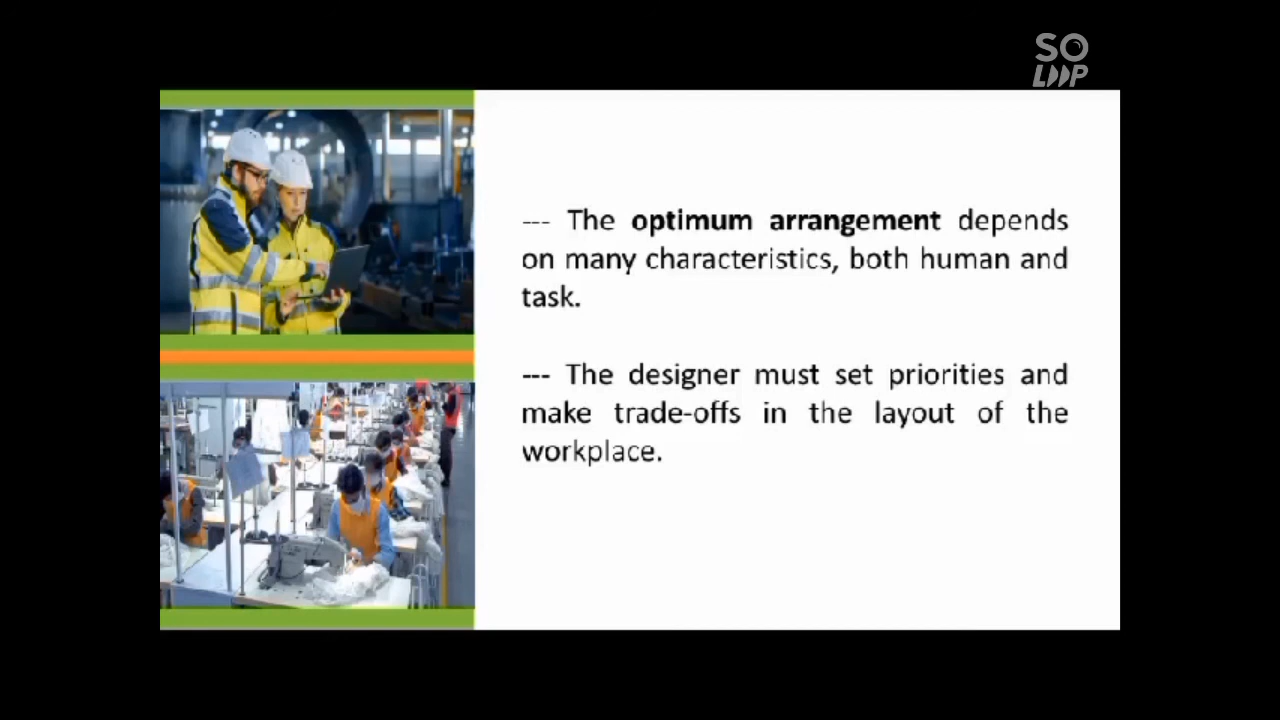 SO
LOOP
--- The optimum arrangement depends
on many characteristics, both human and
task.
--- The designer must set priorities and
make trade-offs in the layout of the
workplace.